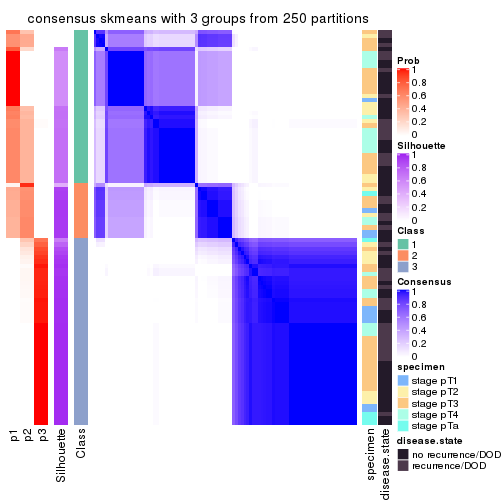 consensus skmeans with 3 groups from 250 partitions
Prob
1
0.8
0.6
0.4
0.2
0
Silhouette
1
0.8
0.6
0.4
0.2
0
Class
1
2
3
Consensus
1
0.8
0.6
0.4
0.2
0
specimen
stage pT1
stage pT2
stage pT3
stage pT4
stage pTa
disease.state
no recurrence/DOD
recurrence/DOD
p1
p2
p3
Silhouette
Class
specimen
disease.state